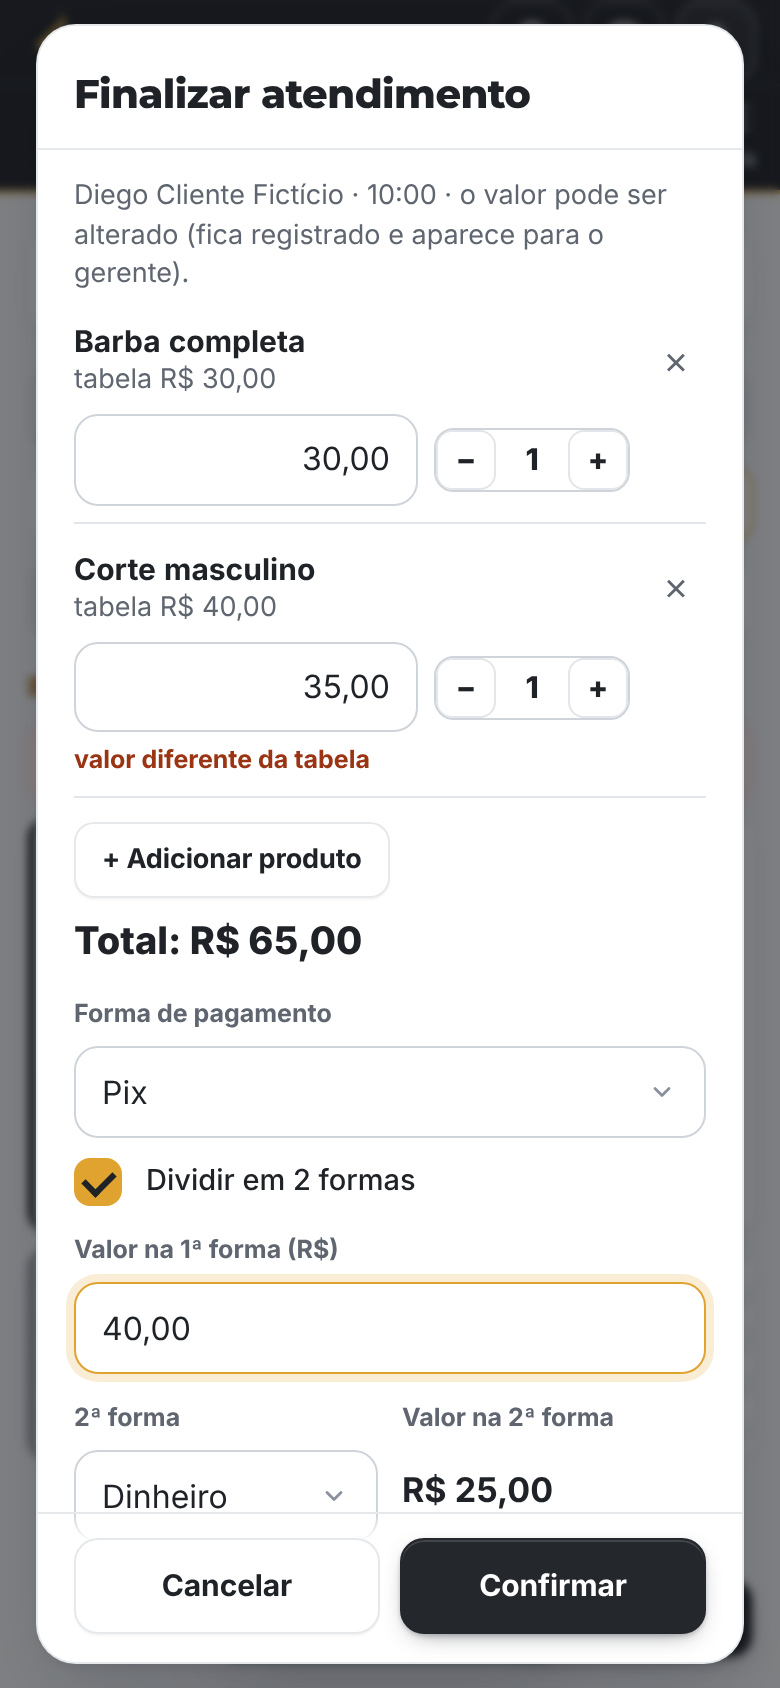 Finalizar atendimento
Diego Cliente Fictício · 10:00 · o valor pode ser
alterado (fica registrado e aparece para o
gerente).
Barba completa
tabela R$ 30,00
×
30,00
− 1 +
Corte masculino
tabela R$ 40,00
×
35,00
− 1 +
valor diferente da tabela
+ Adicionar produto
Total: R$ 65,00
Forma de pagamento
Pix
Dividir em 2 formas
Valor na 1ª forma (R$)
40,00
2ª forma
Valor na 2ª forma
Dinheiro
R$ 25,00
Cancelar
Confirmar